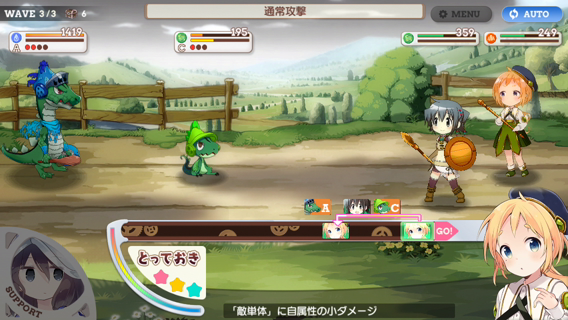 WAVE 3/3 6
通常攻撃
MENU
AUTO
1419
A
195
C
359
249
A
C
GO!
とっておき
SUPPORT
「敵単体」に自属性の小ダメージ